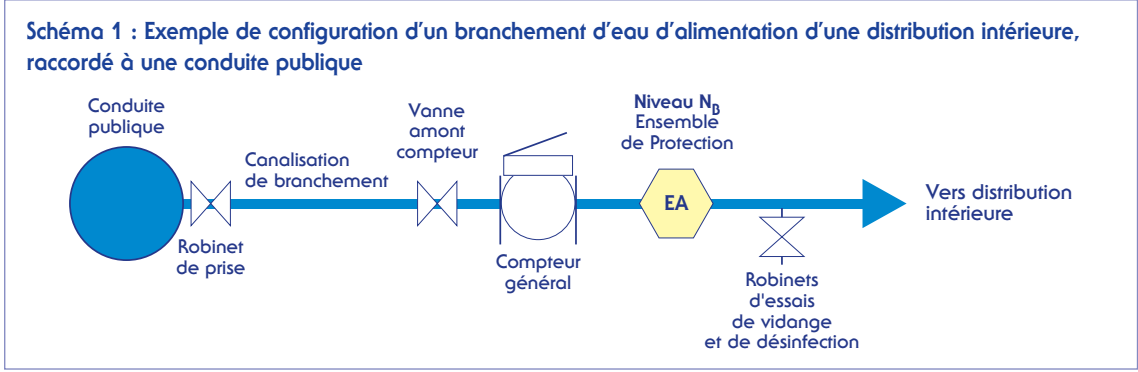 Schéma 1 : Exemple de configuration d'un branchement d'eau d'alimentation d'une distribution intérieure,
raccordé à une conduite publique
Conduite
publique
Robinet
de prise
Canalisation
de branchement
Vanne
amont
compteur
Compteur
général
Niveau NB
Ensemble
de Protection
EA
Robinets
d'essais
de vidange
et de désinfection
Vers distribution
intérieure